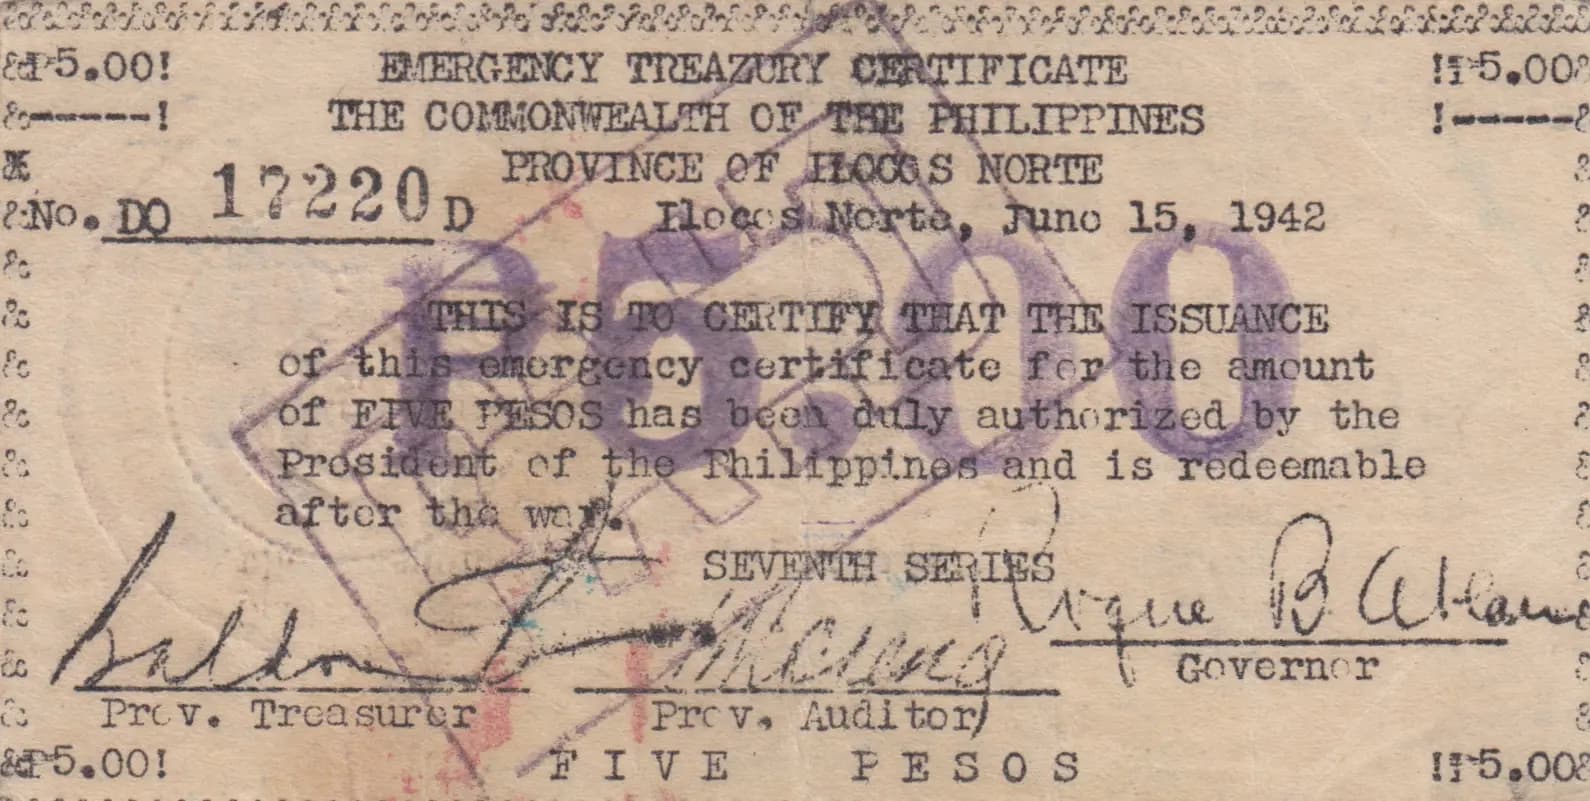 ₱5.00! EMERGENCY TREAZURY CERTIFICATE !₱5.00
THE COMMONWEALTH OF THE PHILIPPINES
PROVINCE OF ILOCOS NORTE
No. DO 17220 D Ilocos Norte, June 15, 1942
₱5.00
THIS IS TO CERTIFY THAT THE ISSUANCE
of this emergency certificate for the amount
of FIVE PESOS has been duly authorized by the
President of the Philippines and is redeemable
after the war.
SEVENTH SERIES
Roque B Ablan
Governor
Prov. Treasurer Prov. Auditor
₱5.00! FIVE PESOS !₱5.00